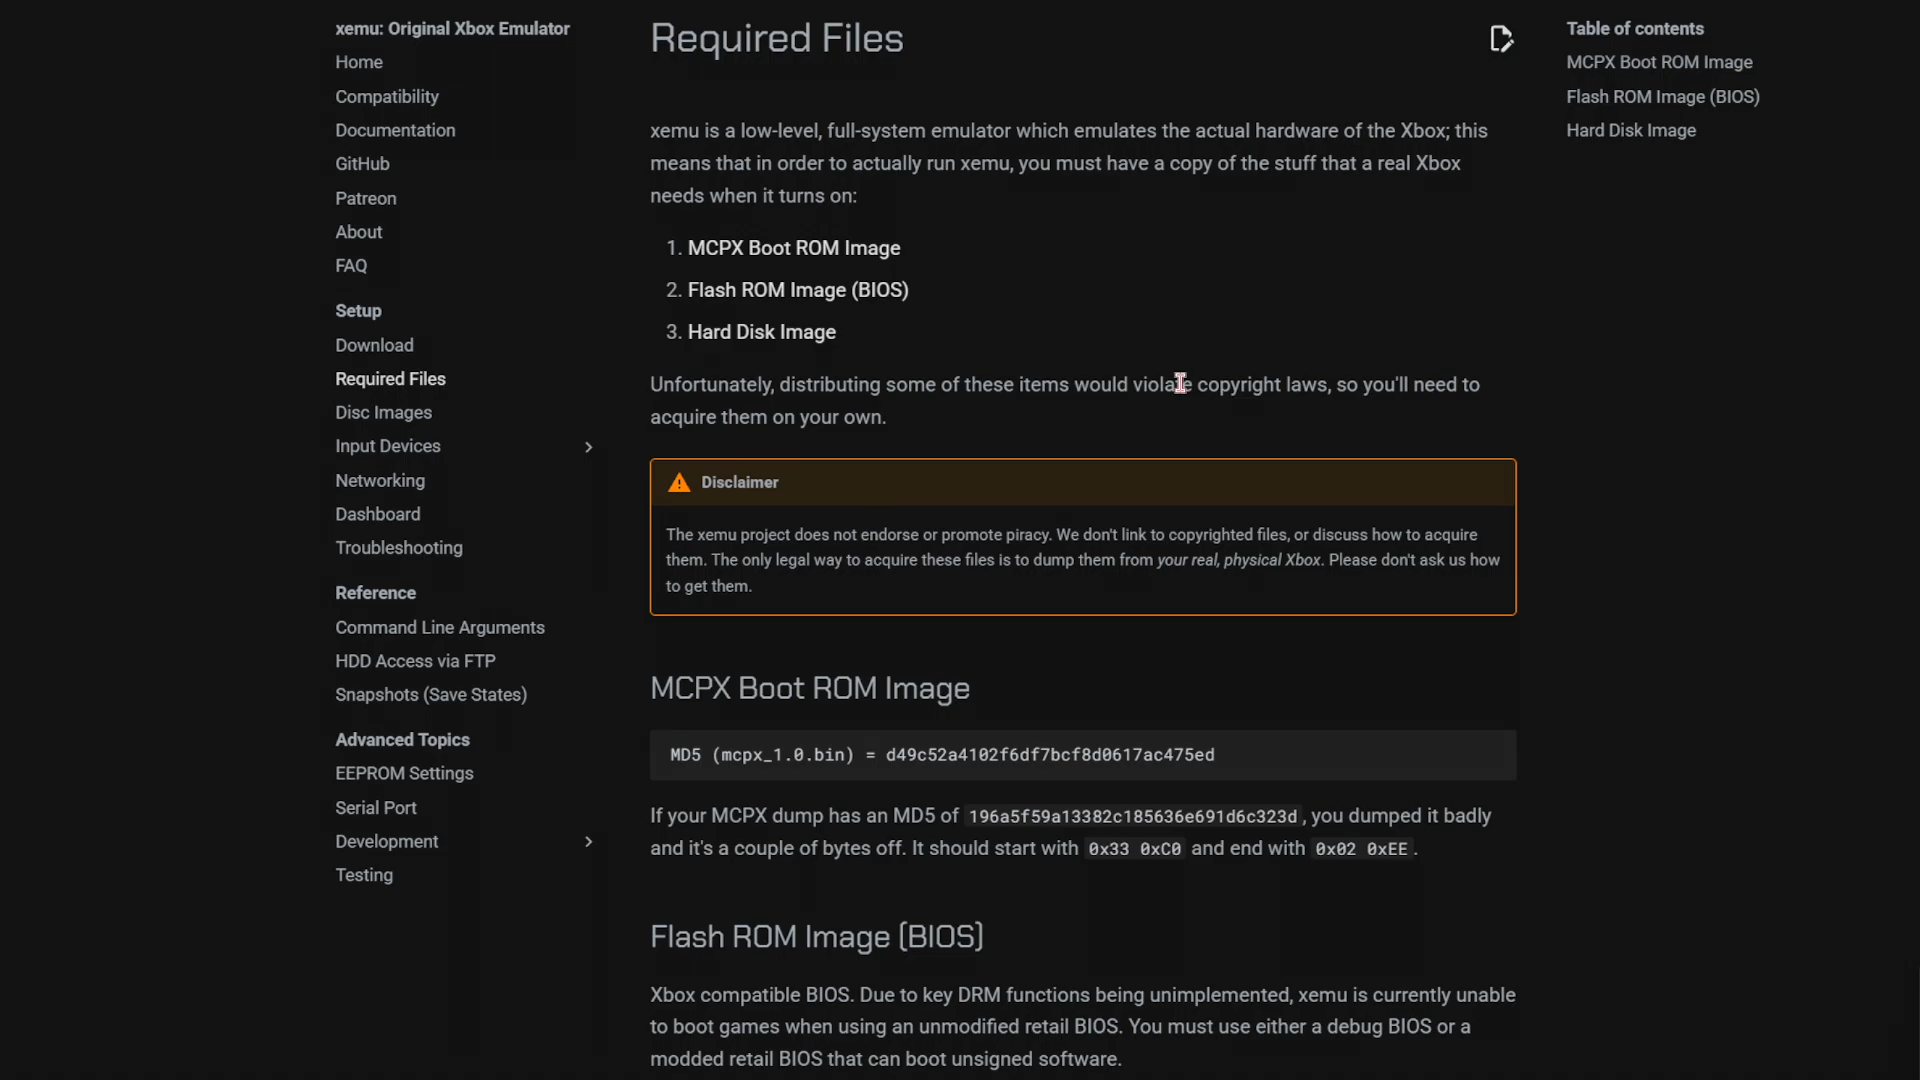 xemu: Original Xbox Emulator
Home
Compatibility
Documentation
GitHub
Patreon
About
FAQ
Setup
Download
Required Files
Disc Images
Input Devices
Networking
Dashboard
Troubleshooting
Reference
Command Line Arguments
HDD Access via FTP
Snapshots (Save States)
Advanced Topics
EEPROM Settings
Serial Port
Development
Testing
Required Files
xemu is a low-level, full-system emulator which emulates the actual hardware of the Xbox; this
means that in order to actually run xemu, you must have a copy of the stuff that a real Xbox
needs when it turns on:
1. MCPX Boot ROM Image
2. Flash ROM Image (BIOS)
3. Hard Disk Image
Unfortunately, distributing some of these items would violate copyright laws, so you'll need to
acquire them on your own.
Disclaimer
The xemu project does not endorse or promote piracy. We don't link to copyrighted files, or discuss how to acquire
them. The only legal way to acquire these files is to dump them from your real, physical Xbox. Please don't ask us how
to get them.
MCPX Boot ROM Image
MD5 (mcpx_1.0.bin) = d49c52a4102f6df7bcf8d0617ac475ed
If your MCPX dump has an MD5 of 196a5f59a13382c185636e691d6c323d, you dumped it badly
and it's a couple of bytes off. It should start with 0x33 0xC0 and end with 0x02 0xEE.
Flash ROM Image (BIOS)
Xbox compatible BIOS. Due to key DRM functions being unimplemented, xemu is currently unable
to boot games when using an unmodified retail BIOS. You must use either a debug BIOS or a
modded retail BIOS that can boot unsigned software.
Table of contents
MCPX Boot ROM Image
Flash ROM Image (BIOS)
Hard Disk Image